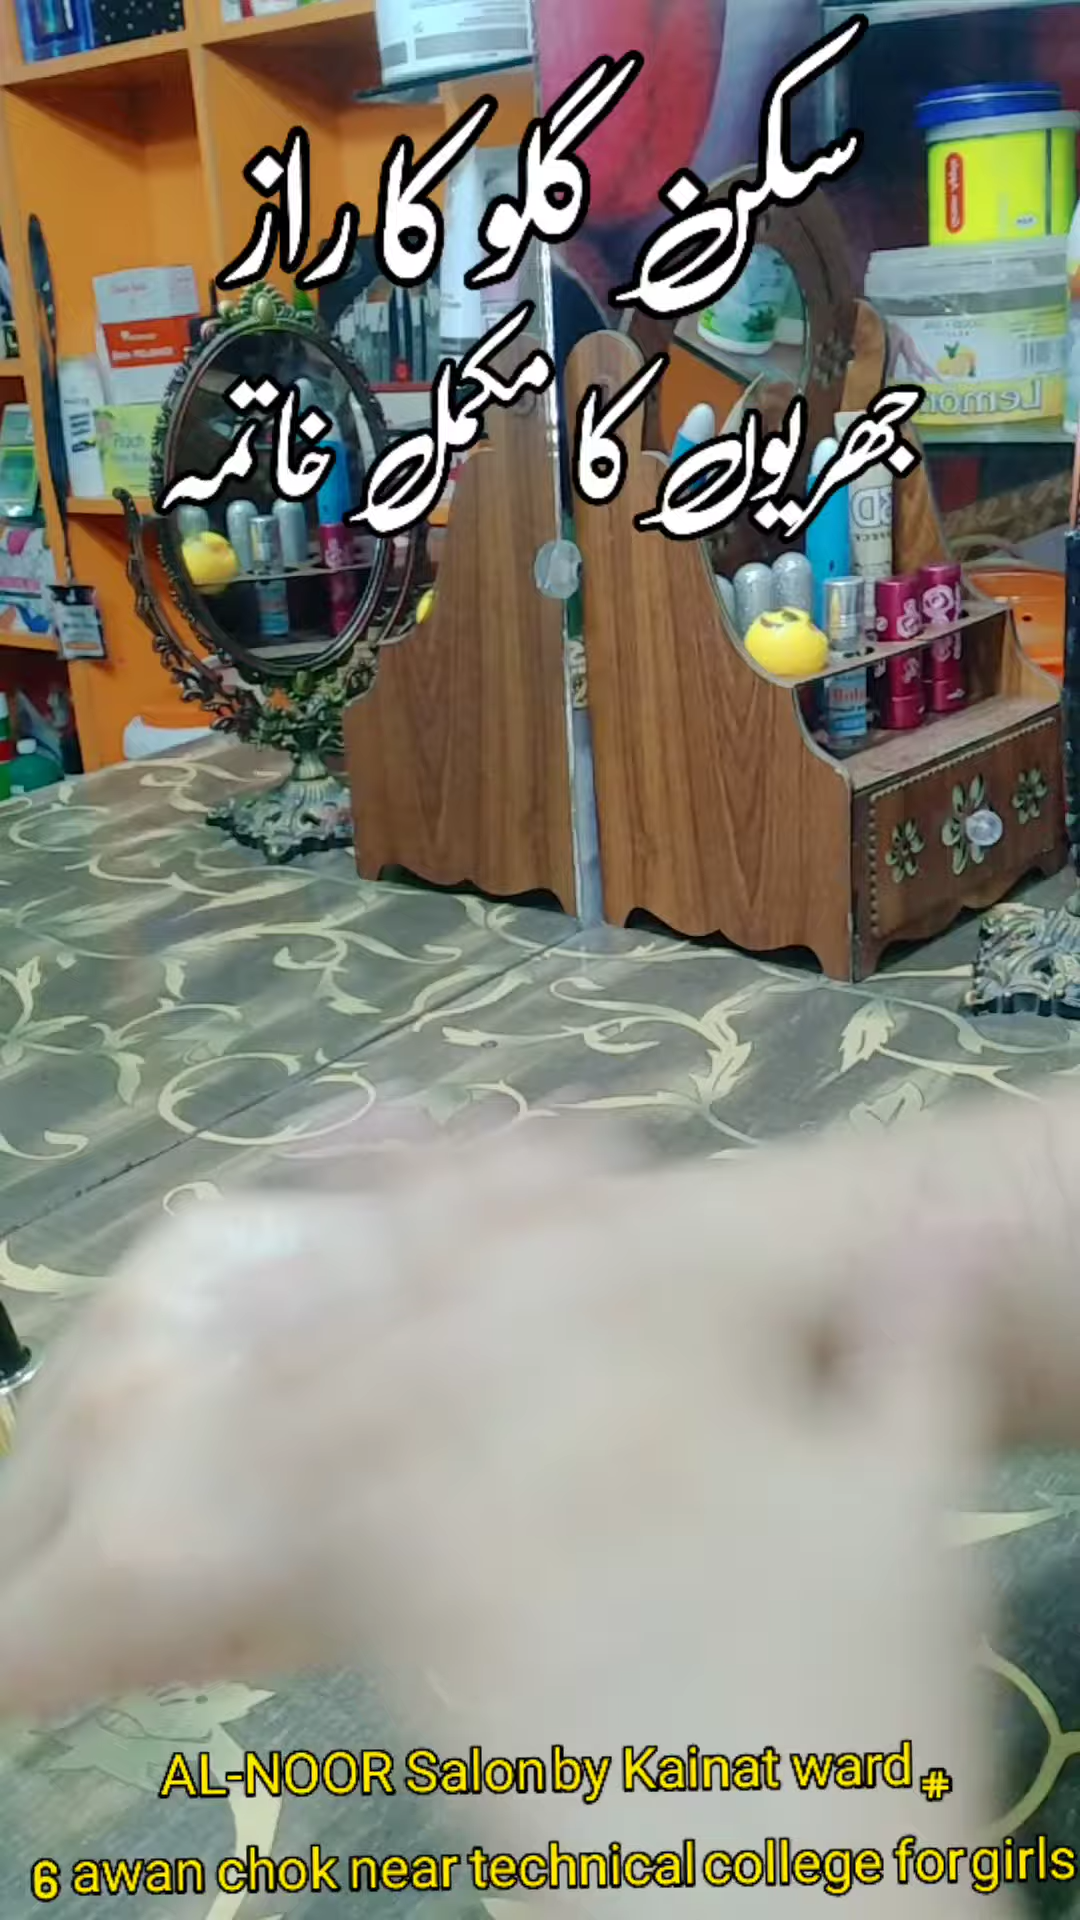 سکن گلو کا راز
جھریوں کا مکمل خاتمہ
Lemon
AL-NOOR Salon by Kainat ward #
6 awan chok near technical college for girls